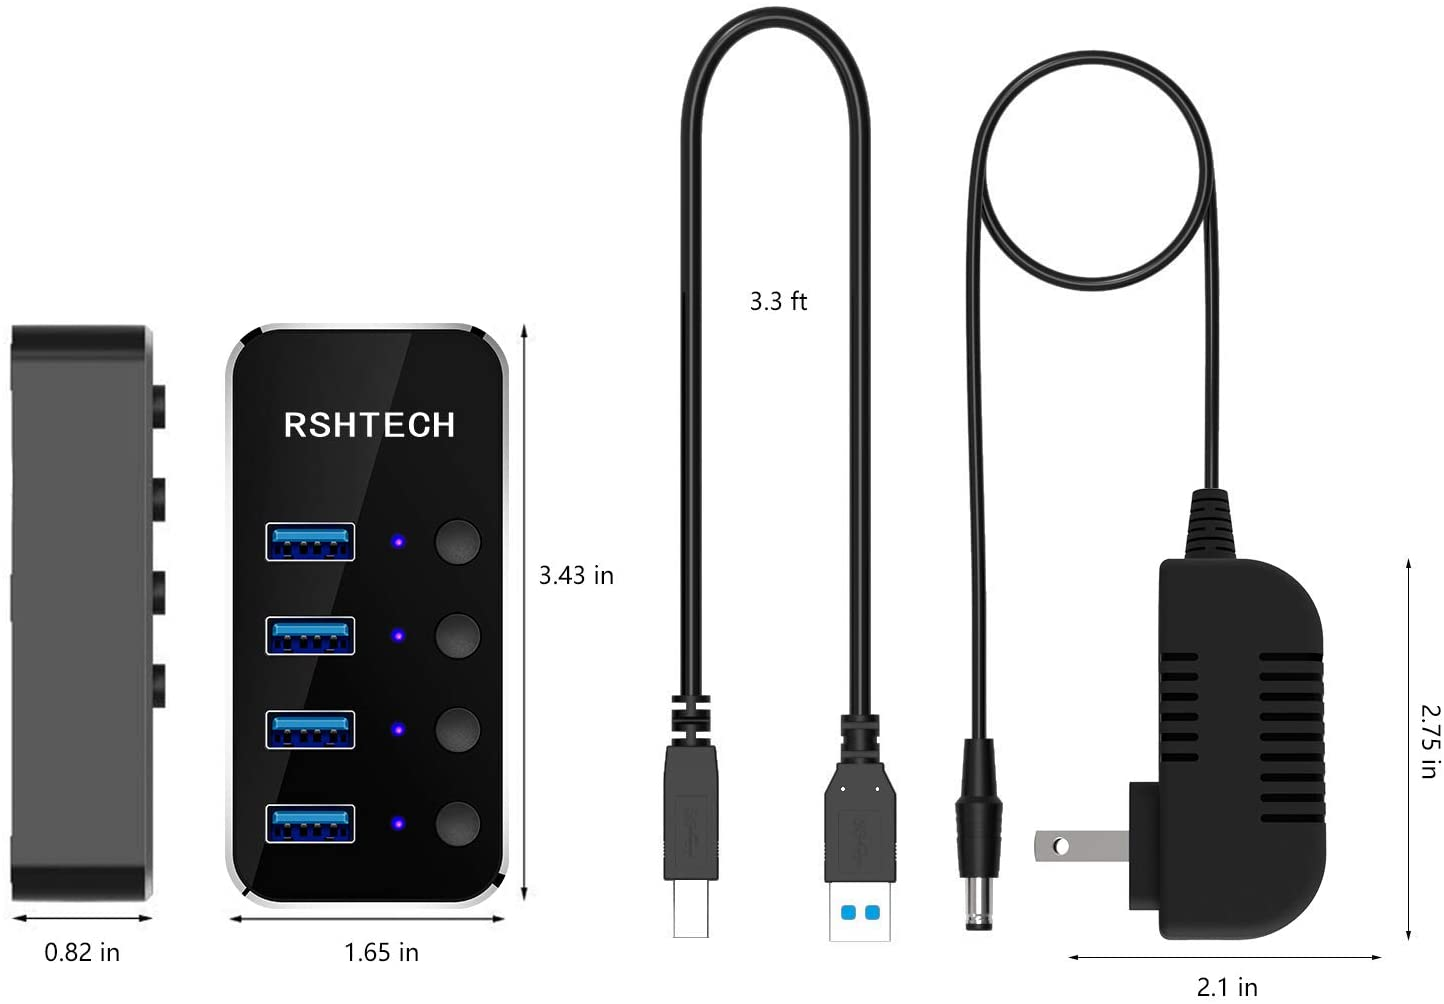 RSHTECH
3.3 ft
3.43 in
2.75 in
0.82 in
1.65 in
2.1 in